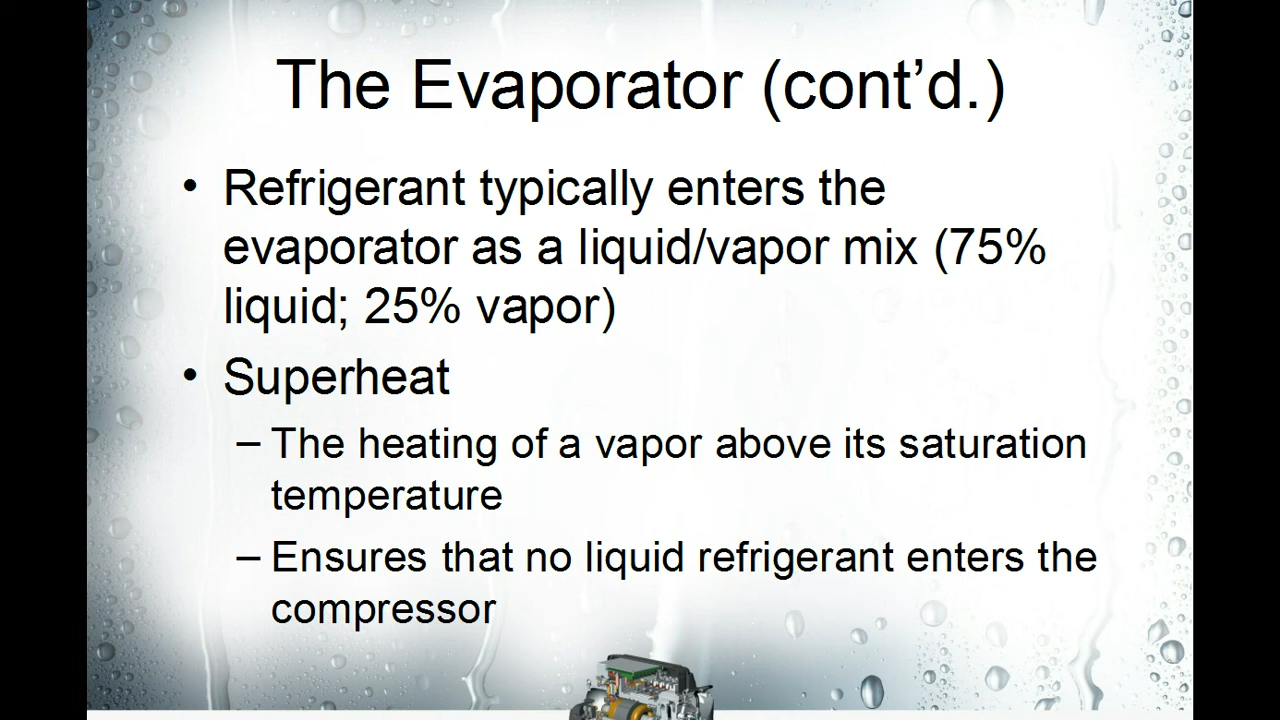 The Evaporator (cont’d.)
• Refrigerant typically enters the
evaporator as a liquid/vapor mix (75%
liquid; 25% vapor)
• Superheat
– The heating of a vapor above its saturation
temperature
– Ensures that no liquid refrigerant enters the
compressor